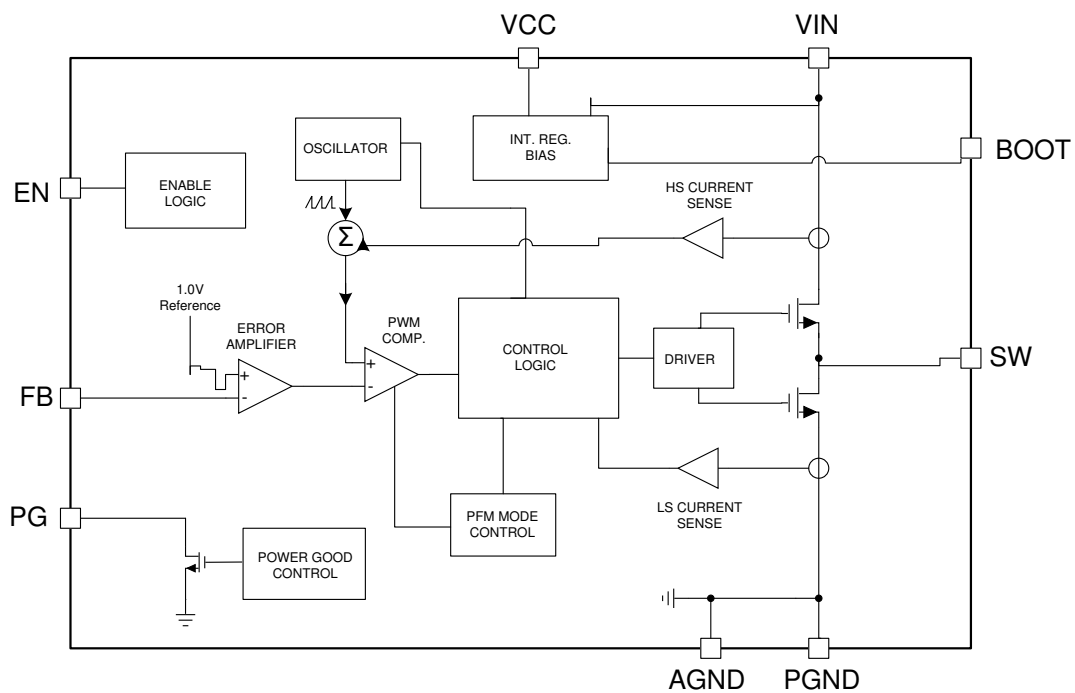 VCC
VIN
OSCILLATOR
INT. REG.
BIAS
BOOT
EN
ENABLE
LOGIC
HS CURRENT
SENSE
Σ
1.0V
Reference
ERROR
AMPLIFIER
PWM
COMP.
+
-
+
-
CONTROL
LOGIC
DRIVER
SW
FB
LS CURRENT
SENSE
PG
PFM MODE
CONTROL
POWER GOOD
CONTROL
AGND
PGND